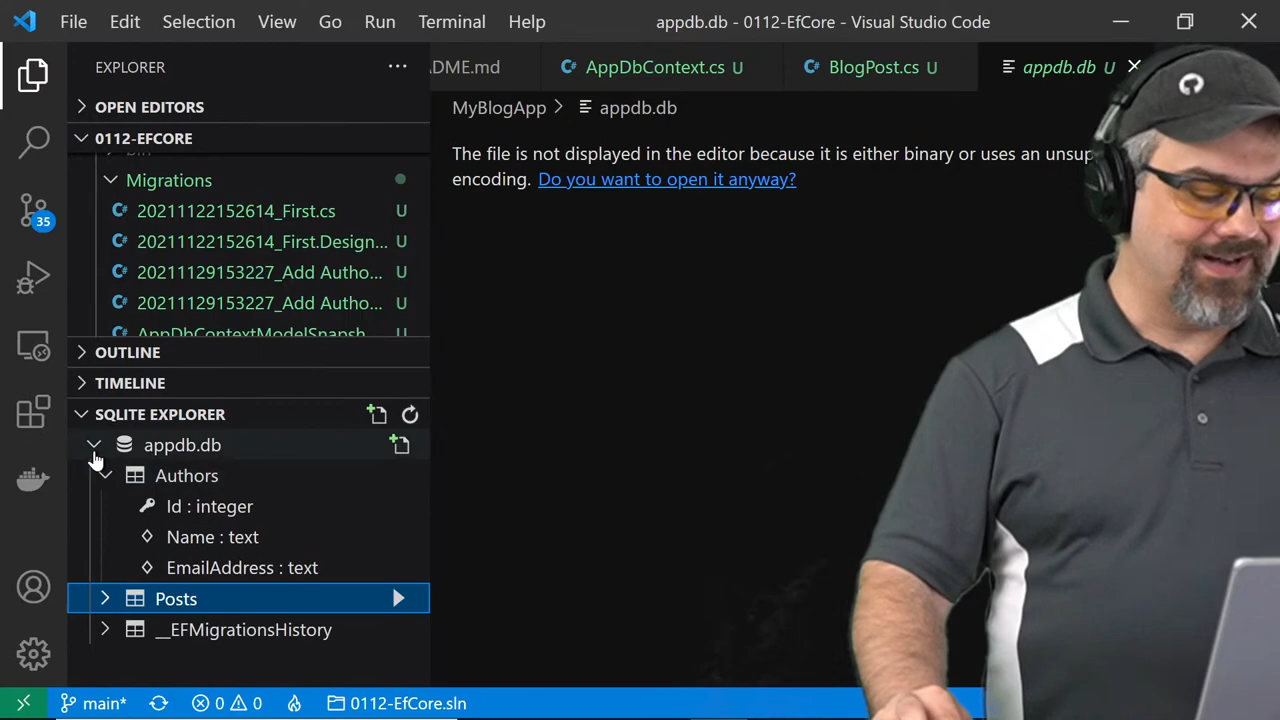 File Edit Selection View Go Run Terminal Help appdb.db - 0112-EfCore - Visual Studio Code
EXPLORER
DME.md AppDbContext.cs U BlogPost.cs U appdb.db U
OPEN EDITORS
MyBlogApp > appdb.db
0112-EFCORE
The file is not displayed in the editor because it is either binary or uses an unsup
encoding. Do you want to open it anyway?
Migrations
20211122152614_First.cs U
20211122152614_First.Design... U
20211129153227_Add Autho... U
20211129153227_Add Autho... U
AppDbContextModelSnapsh
35
OUTLINE
TIMELINE
SQLITE EXPLORER
appdb.db
Authors
Id : integer
Name : text
EmailAddress : text
Posts
__EFMigrationsHistory
main* 0 0 0112-EfCore.sln